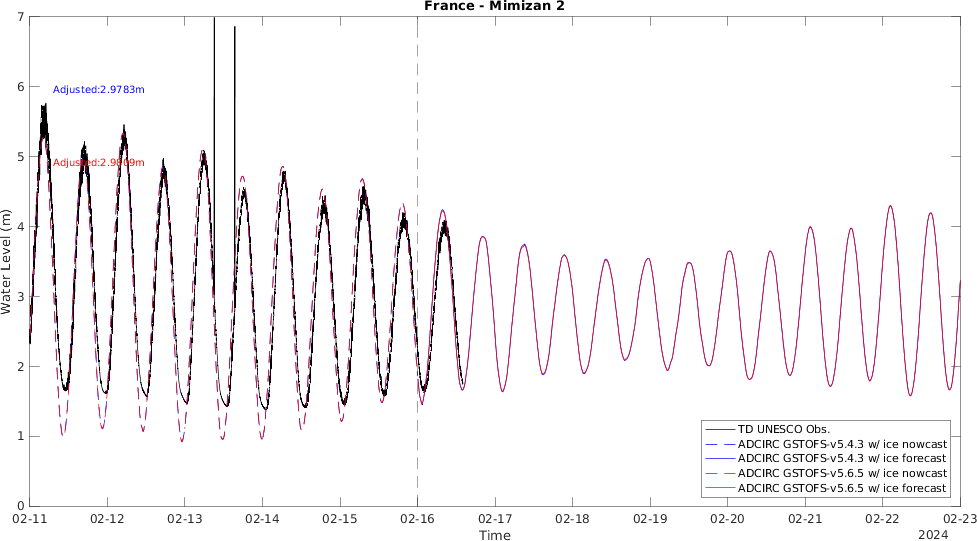 France - Mimizan 2
7
6
5
4
3
2
1
0
Water Level (m)
Adjusted:2.9783m
Adjusted:2.9869m
TD UNESCO Obs.
ADCIRC GSTOFS-v5.4.3 w/ ice nowcast
ADCIRC GSTOFS-v5.4.3 w/ ice forecast
ADCIRC GSTOFS-v5.6.5 w/ ice nowcast
ADCIRC GSTOFS-v5.6.5 w/ ice forecast
02-11 02-12 02-13 02-14 02-15 02-16 02-17 02-18 02-19 02-20 02-21 02-22 02-23
Time
2024